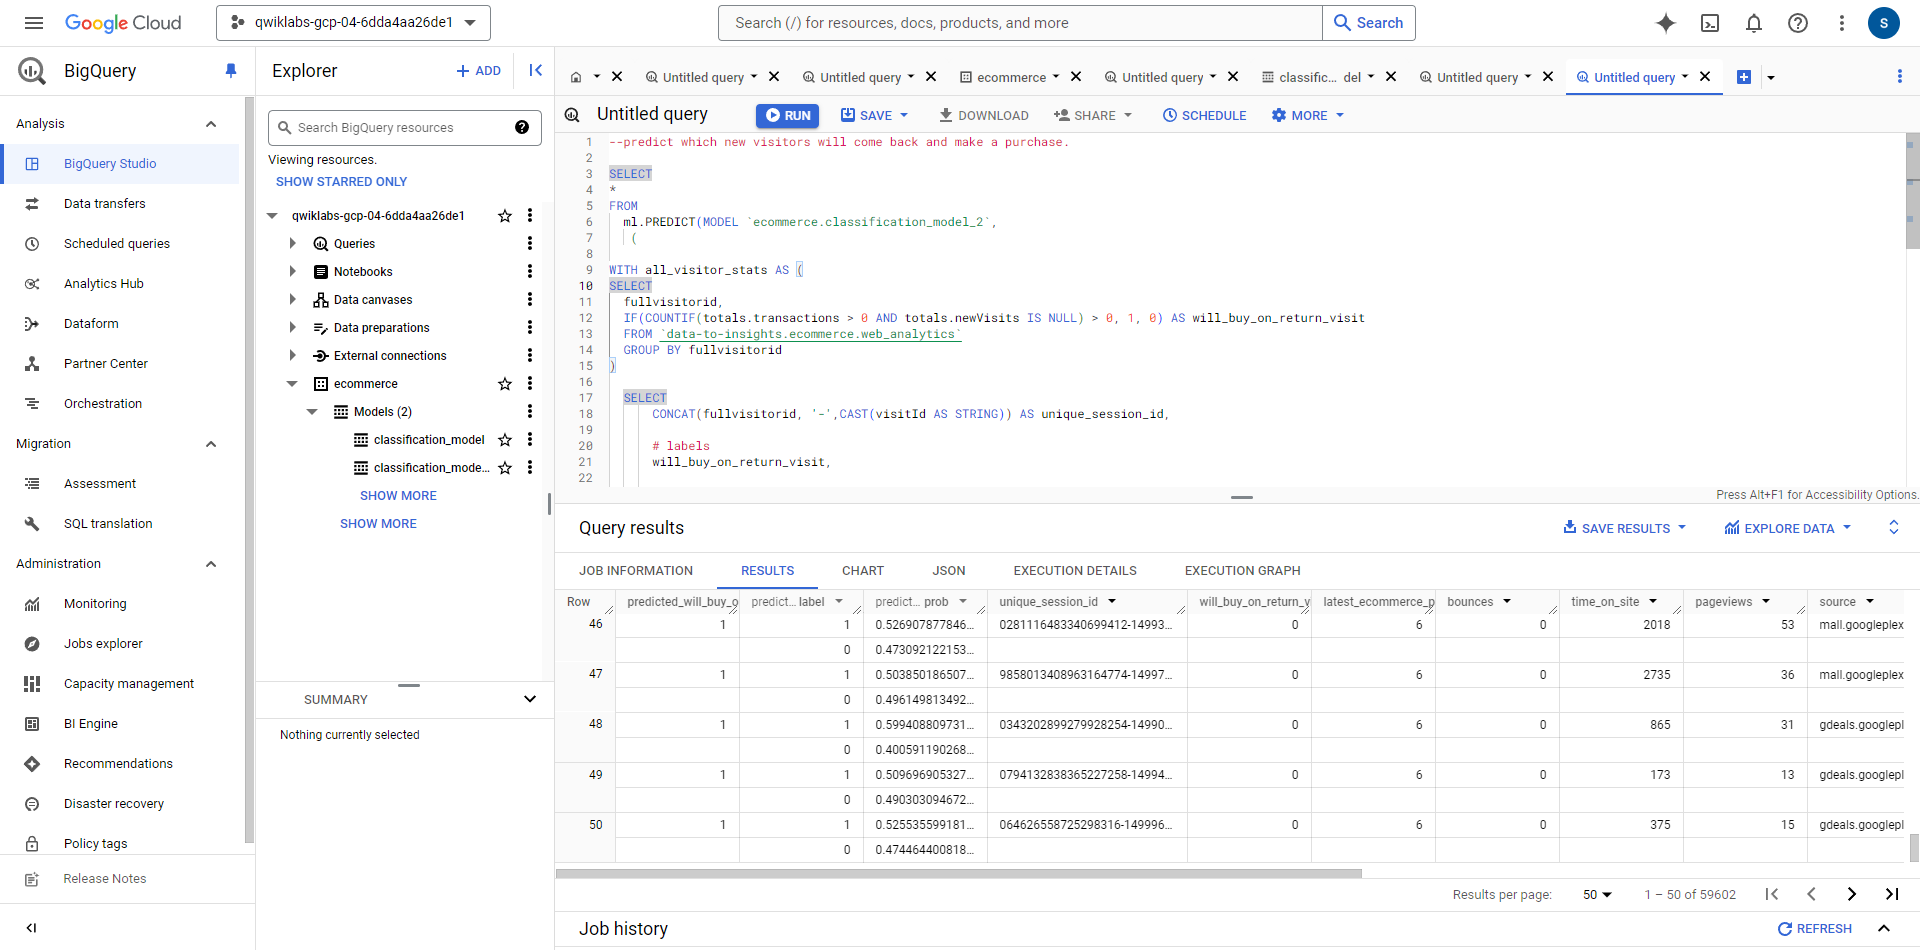 Google Cloud
qwiklabs-gcp-04-6dda4aa26de1
Search (/) for resources, docs, products, and more
Search
S
BigQuery
Explorer
ADD
Untitled query
Untitled query
ecommerce
Untitled query
classific... del
Untitled query
Untitled query
Analysis
BigQuery Studio
Data transfers
Scheduled queries
Analytics Hub
Dataform
Partner Center
Orchestration
Migration
Assessment
SQL translation
Administration
Monitoring
Jobs explorer
Capacity management
BI Engine
Recommendations
Disaster recovery
Policy tags
Release Notes
Search BigQuery resources
Viewing resources.
SHOW STARRED ONLY
qwiklabs-gcp-04-6dda4aa26de1
Queries
Notebooks
Data canvases
Data preparations
External connections
ecommerce
Models (2)
classification_model
classification_mode...
SHOW MORE
SHOW MORE
SUMMARY
Nothing currently selected
Untitled query
RUN
SAVE
DOWNLOAD
SHARE
SCHEDULE
MORE
1 --predict which new visitors will come back and make a purchase.
2
3 SELECT
4 *
5 FROM
6 ml.PREDICT(MODEL `ecommerce.classification_model_2`,
7 (
8
9 WITH all_visitor_stats AS (
10 SELECT
11 fullvisitorid,
12 IF(COUNTIF(totals.transactions > 0 AND totals.newVisits IS NULL) > 0, 1, 0) AS will_buy_on_return_visit
13 FROM `data-to-insights.ecommerce.web_analytics`
14 GROUP BY fullvisitorid
15 )
16
17 SELECT
18 CONCAT(fullvisitorid, '-',CAST(visitId AS STRING)) AS unique_session_id,
19
20 # labels
21 will_buy_on_return_visit,
22
Press Alt+F1 for Accessibility Options.
Query results
SAVE RESULTS
EXPLORE DATA
JOB INFORMATION RESULTS CHART JSON EXECUTION DETAILS EXECUTION GRAPH
Row predicted_will_buy_o predict... label predict... prob unique_session_id will_buy_on_return_v latest_ecommerce_p bounces time_on_site pageviews source
46 1 1 0.526907877846... 0281116483340699412-14993... 0 6 0 2018 53 mall.googleplex
0 0.473092122153...
47 1 1 0.503850186507... 9858013408963164774-14997... 0 6 0 2735 36 mall.googleplex
0 0.496149813492...
48 1 1 0.599408809731... 0343202899279928254-14990... 0 6 0 865 31 gdeals.googlepl
0 0.400591190268...
49 1 1 0.509696905327... 0794132838365227258-14994... 0 6 0 173 13 gdeals.googlepl
0 0.490303094672...
50 1 1 0.525535599181... 064626558725298316-149996... 0 6 0 375 15 gdeals.googlepl
0 0.474464400818...
Results per page: 50 1 – 50 of 59602
Job history
REFRESH